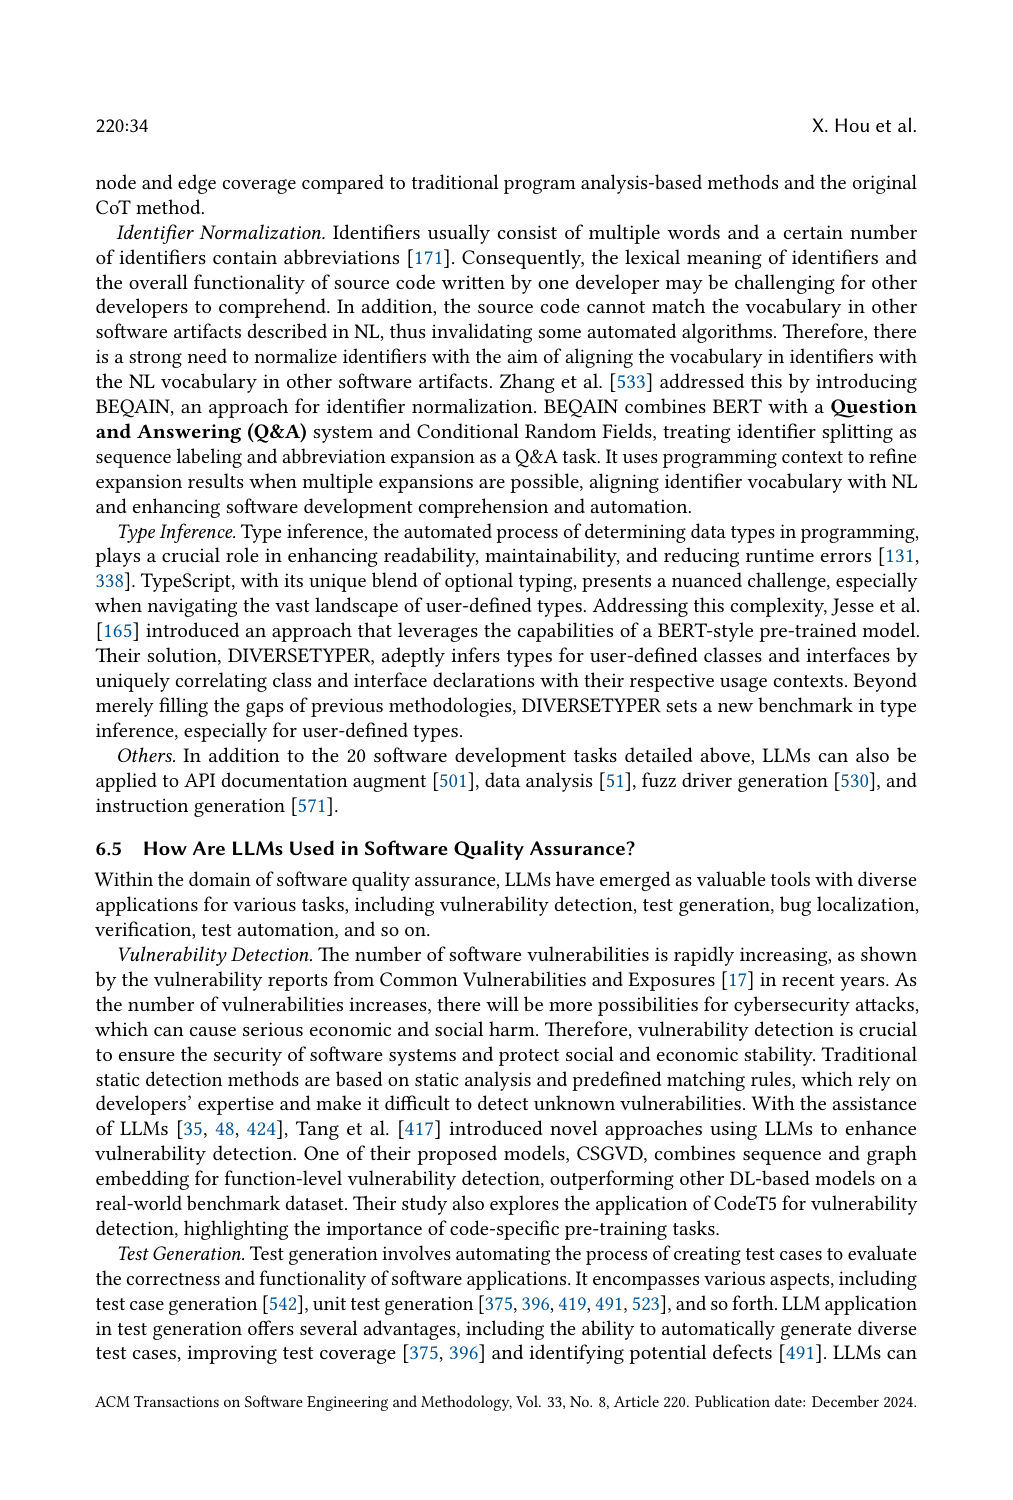 220:34
X. Hou et al.
node and edge coverage compared to traditional program analysis-based methods and the original
CoT method.
Identifier Normalization. Identifiers usually consist of multiple words and a certain number
of identifiers contain abbreviations [171]. Consequently, the lexical meaning of identifiers and
the overall functionality of source code written by one developer may be challenging for other
developers to comprehend. In addition, the source code cannot match the vocabulary in other
software artifacts described in NL, thus invalidating some automated algorithms. Therefore, there
is a strong need to normalize identifiers with the aim of aligning the vocabulary in identifiers with
the NL vocabulary in other software artifacts. Zhang et al. [533] addressed this by introducing
BEQAIN, an approach for identifier normalization. BEQAIN combines BERT with a Question
and Answering (Q&A) system and Conditional Random Fields, treating identifier splitting as
sequence labeling and abbreviation expansion as a Q&A task. It uses programming context to refine
expansion results when multiple expansions are possible, aligning identifier vocabulary with NL
and enhancing software development comprehension and automation.
Type Inference. Type inference, the automated process of determining data types in programming,
plays a crucial role in enhancing readability, maintainability, and reducing runtime errors [131,
338]. TypeScript, with its unique blend of optional typing, presents a nuanced challenge, especially
when navigating the vast landscape of user-defined types. Addressing this complexity, Jesse et al.
[165] introduced an approach that leverages the capabilities of a BERT-style pre-trained model.
Their solution, DIVERSETYPER, adeptly infers types for user-defined classes and interfaces by
uniquely correlating class and interface declarations with their respective usage contexts. Beyond
merely filling the gaps of previous methodologies, DIVERSETYPER sets a new benchmark in type
inference, especially for user-defined types.
Others. In addition to the 20 software development tasks detailed above, LLMs can also be
applied to API documentation augment [501], data analysis [51], fuzz driver generation [530], and
instruction generation [571].
6.5 How Are LLMs Used in Software Quality Assurance?
Within the domain of software quality assurance, LLMs have emerged as valuable tools with diverse
applications for various tasks, including vulnerability detection, test generation, bug localization,
verification, test automation, and so on.
Vulnerability Detection. The number of software vulnerabilities is rapidly increasing, as shown
by the vulnerability reports from Common Vulnerabilities and Exposures [17] in recent years. As
the number of vulnerabilities increases, there will be more possibilities for cybersecurity attacks,
which can cause serious economic and social harm. Therefore, vulnerability detection is crucial
to ensure the security of software systems and protect social and economic stability. Traditional
static detection methods are based on static analysis and predefined matching rules, which rely on
developers' expertise and make it difficult to detect unknown vulnerabilities. With the assistance
of LLMs [35, 48, 424], Tang et al. [417] introduced novel approaches using LLMs to enhance
vulnerability detection. One of their proposed models, CSGVD, combines sequence and graph
embedding for function-level vulnerability detection, outperforming other DL-based models on a
real-world benchmark dataset. Their study also explores the application of CodeT5 for vulnerability
detection, highlighting the importance of code-specific pre-training tasks.
Test Generation. Test generation involves automating the process of creating test cases to evaluate
the correctness and functionality of software applications. It encompasses various aspects, including
test case generation [542], unit test generation [375, 396, 419, 491, 523], and so forth. LLM application
in test generation offers several advantages, including the ability to automatically generate diverse
test cases, improving test coverage [375, 396] and identifying potential defects [491]. LLMs can
ACM Transactions on Software Engineering and Methodology, Vol. 33, No. 8, Article 220. Publication date: December 2024.